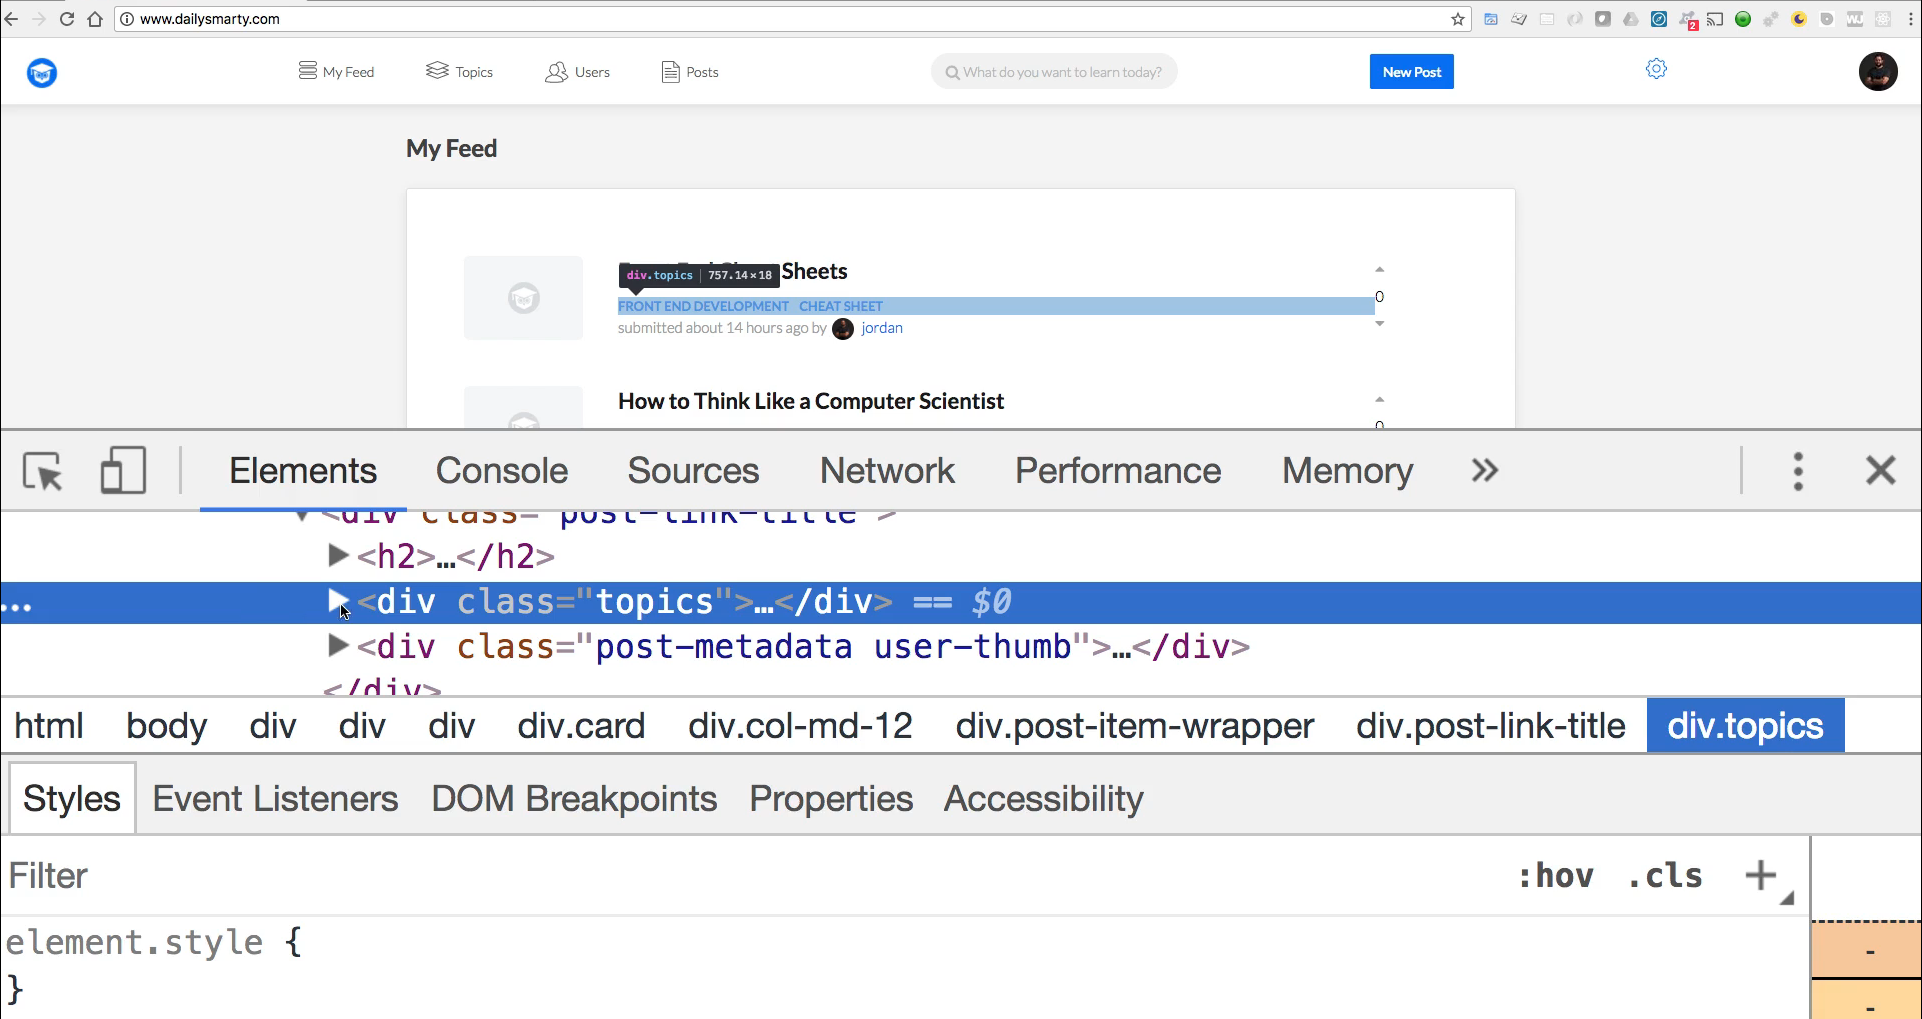 www.dailysmarty.com
2
WJ
My Feed
Topics
Users
Posts
What do you want to learn today?
New Post
My Feed
Sheets
div.topics | 757.14×18
FRONT END DEVELOPMENT CHEAT SHEET
0
submitted about 14 hours ago by jordan
How to Think Like a Computer Scientist
0
Elements Console Sources Network Performance Memory »
<div class="post-link-title">
<h2>…</h2>
<div class="topics">…</div> == $0
<div class="post-metadata user-thumb">…</div>
</div>
html body div div div div.card div.col-md-12 div.post-item-wrapper div.post-link-title div.topics
Styles Event Listeners DOM Breakpoints Properties Accessibility
Filter :hov .cls +
element.style {
}
-
-